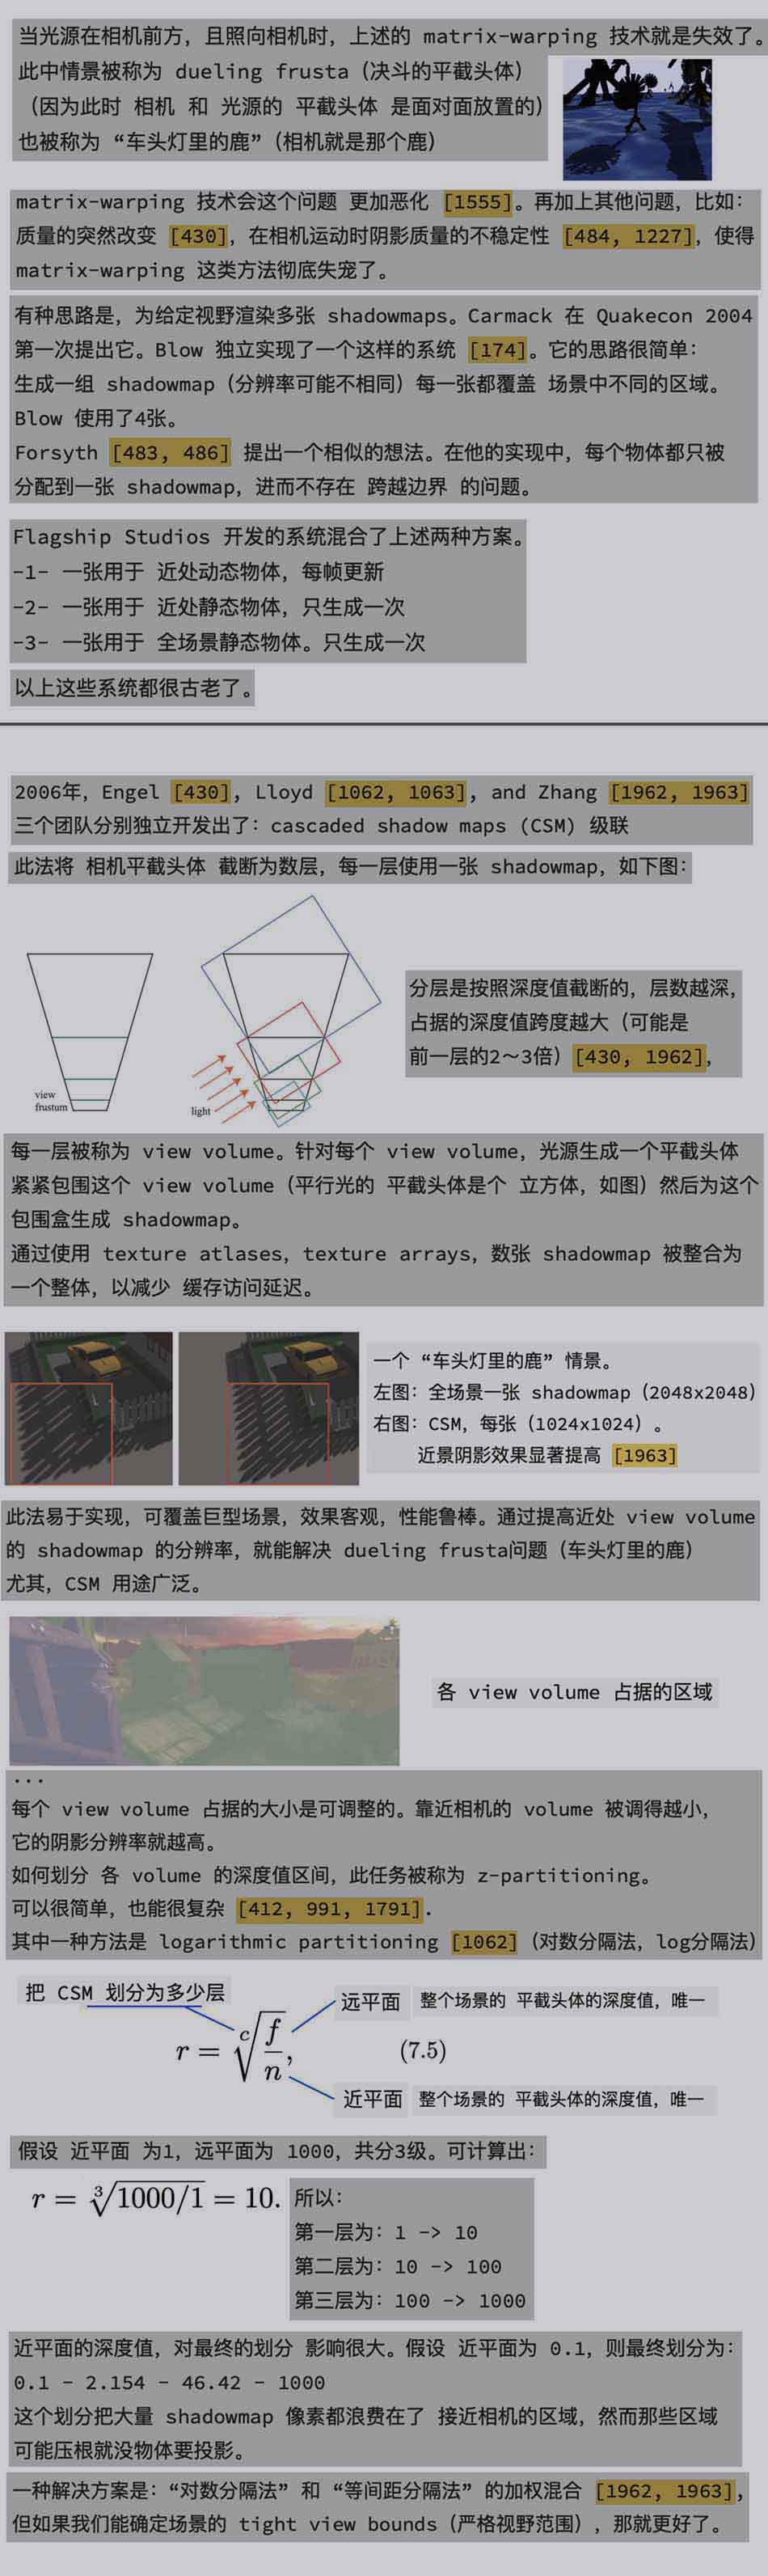 当光源在相机前方，且照向相机时，上述的 matrix-warping 技术就是失效了。
此中情景被称为 dueling frusta（决斗的平截头体）
（因为此时 相机 和 光源的 平截头体 是面对面放置的）
也被称为 “车头灯里的鹿”（相机就是那个鹿）
matrix-warping 技术会这个问题 更加恶化 [1555]。再加上其他问题，比如：
质量的突然改变 [430]，在相机运动时阴影质量的不稳定性 [484, 1227]，使得
matrix-warping 这类方法彻底失宠了。
有种思路是，为给定视野渲染多张 shadowmaps。Carmack 在 Quakecon 2004
第一次提出它。Blow 独立实现了一个这样的系统 [174]。它的思路很简单：
生成一组 shadowmap（分辨率可能不相同）每一张都覆盖 场景中不同的区域。
Blow 使用了4张。
Forsyth [483, 486] 提出一个相似的想法。在他的实现中，每个物体都只被
分配到一张 shadowmap，进而不存在 跨越边界 的问题。
Flagship Studios 开发的系统混合了上述两种方案。
-1- 一张用于 近处动态物体，每帧更新
-2- 一张用于 近处静态物体，只生成一次
-3- 一张用于 全场景静态物体。只生成一次
以上这些系统都很古老了。
2006年，Engel [430], Lloyd [1062, 1063], and Zhang [1962, 1963]
三个团队分别独立开发出了：cascaded shadow maps (CSM) 级联
此法将 相机平截头体 截断为数层，每一层使用一张 shadowmap，如下图：
分层是按照深度值截断的，层数越深，
占据的深度值跨度越大（可能是
前一层的2～3倍）[430, 1962],
view
frustum
light
每一层被称为 view volume。针对每个 view volume，光源生成一个平截头体
紧紧包围这个 view volume（平行光的 平截头体是个 立方体，如图）然后为这个
包围盒生成 shadowmap。
通过使用 texture atlases, texture arrays, 数张 shadowmap 被整合为
一个整体，以减少 缓存访问延迟。
一个 “车头灯里的鹿” 情景。
左图：全场景一张 shadowmap（2048x2048）
右图：CSM，每张（1024x1024）。
近景阴影效果显著提高 [1963]
此法易于实现，可覆盖巨型场景，效果客观，性能鲁棒。通过提高近处 view volume
的 shadowmap 的分辨率，就能解决 dueling frusta问题（车头灯里的鹿）
尤其，CSM 用途广泛。
各 view volume 占据的区域
...
每个 view volume 占据的大小是可调整的。靠近相机的 volume 被调得越小，
它的阴影分辨率就越高。
如何划分 各 volume 的深度值区间，此任务被称为 z-partitioning。
可以很简单，也能很复杂 [412, 991, 1791].
其中一种方法是 logarithmic partitioning [1062]（对数分隔法，log分隔法）
把 CSM 划分为多少层
远平面 整个场景的 平截头体的深度值，唯一
r = \sqrt[c]{\frac{f}{n}}, (7.5)
近平面 整个场景的 平截头体的深度值，唯一
假设 近平面 为1，远平面为 1000，共分3级。可计算出：
r = \sqrt[3]{1000/1} = 10.
所以：
第一层为：1 -> 10
第二层为：10 -> 100
第三层为：100 -> 1000
近平面的深度值，对最终的划分 影响很大。假设 近平面为 0.1，则最终划分为：
0.1 - 2.154 - 46.42 - 1000
这个划分把大量 shadowmap 像素都浪费在了 接近相机的区域，然而那些区域
可能压根就没物体要投影。
一种解决方案是：“对数分隔法” 和 “等间距分隔法” 的加权混合 [1962, 1963],
但如果我们能确定场景的 tight view bounds（严格视野范围）, 那就更好了。